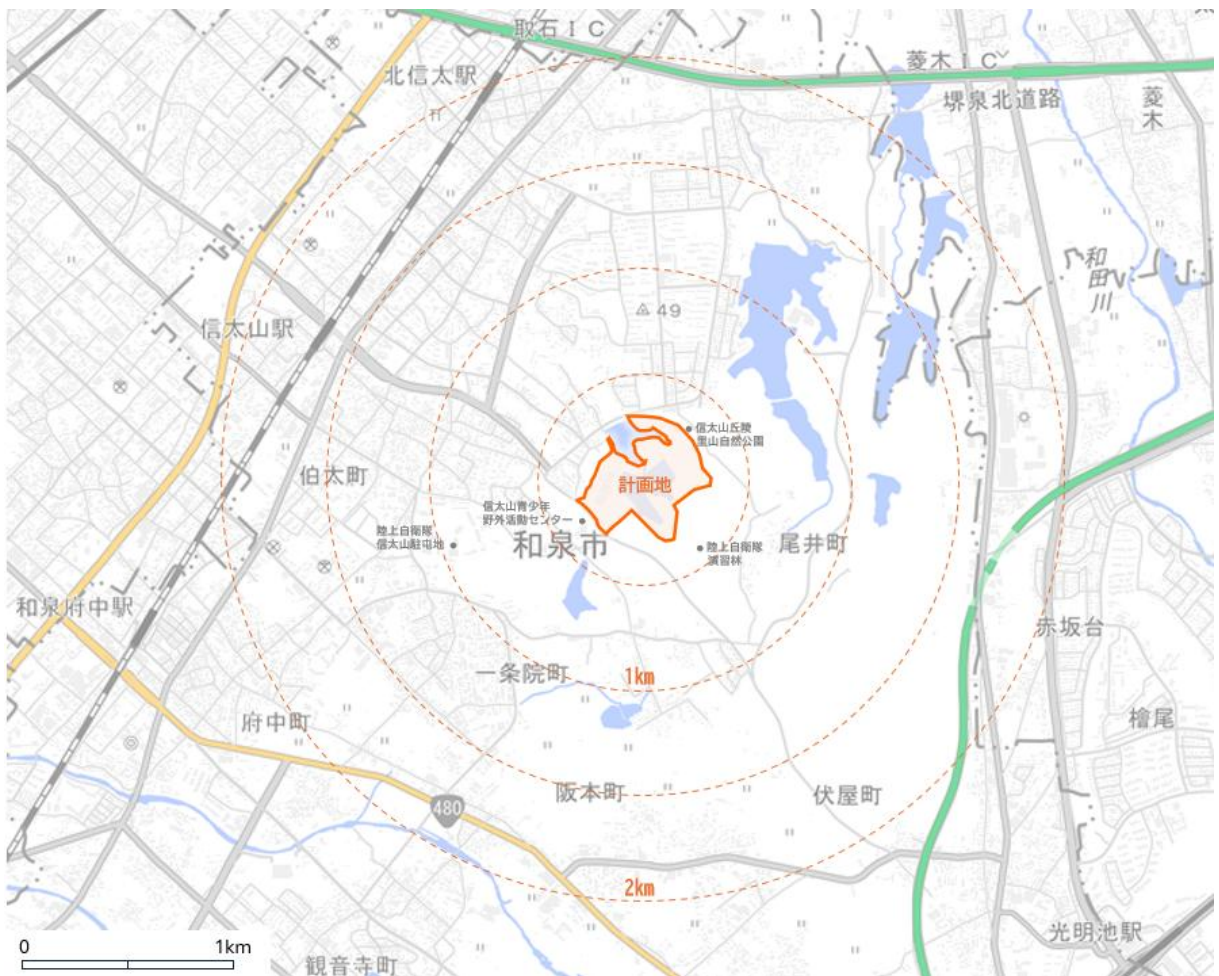 取石IC
菱木IC
北信太駅
堺泉北道路
菱木
和田川
49
信太山駅
信太山丘陵
里山自然公園
計画地
伯太町
信太山青少年
野外活動センター
陸上自衛隊
信太山駐屯地
和泉市
陸上自衛隊
演習林
尾井町
和泉府中駅
赤坂台
一条院町
1km
府中町
檜尾
阪本町
伏屋町
480
2km
光明池駅
0 1km
観音寺町